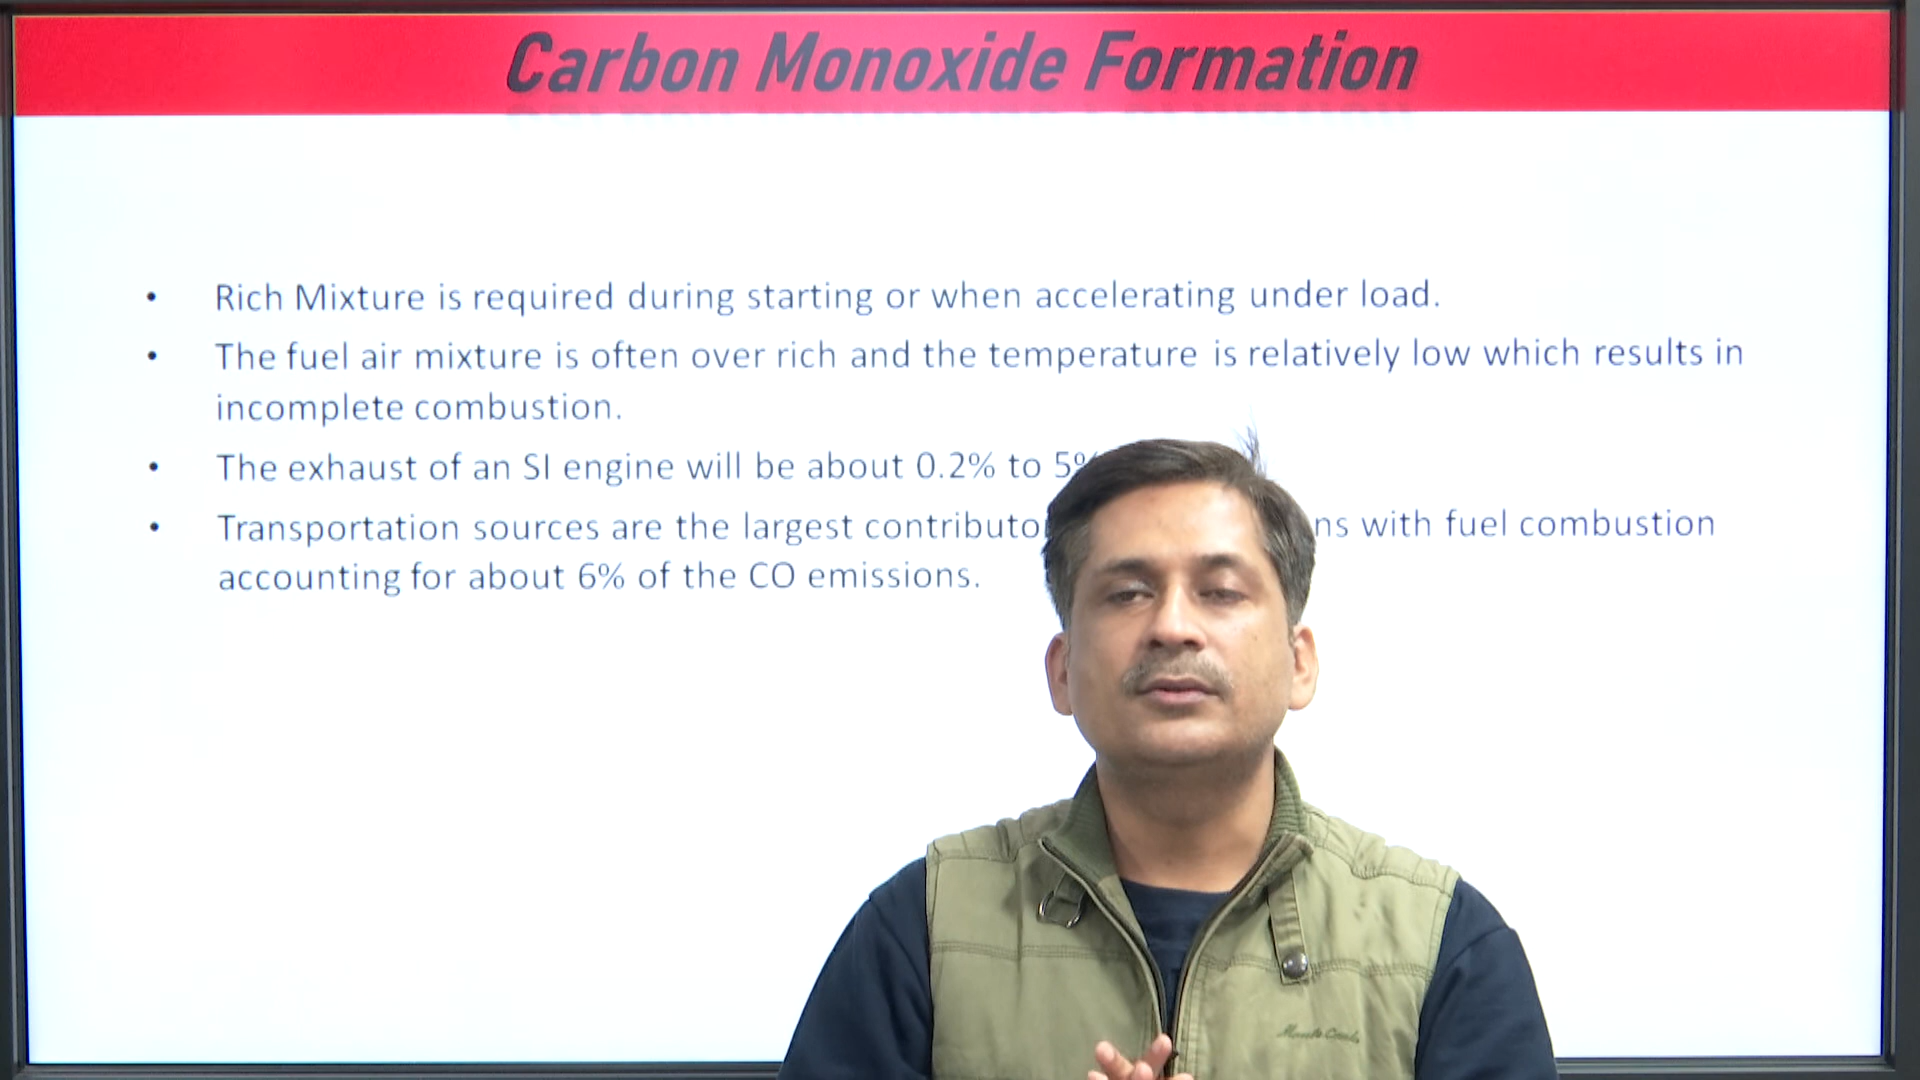 Carbon Monoxide Formation
• Rich Mixture is required during starting or when accelerating under load.
• The fuel air mixture is often over rich and the temperature is relatively low which results in
incomplete combustion.
• The exhaust of an SI engine will be about 0.2% to 5%
• Transportation sources are the largest with fuel combustion
accounting for about 6% of the CO emissions.